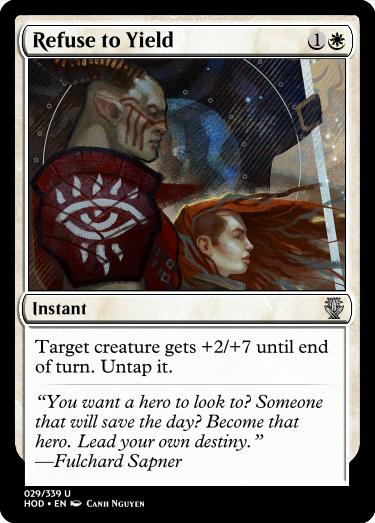 Refuse to Yield 1
Instant
Target creature gets +2/+7 until end
of turn. Untap it.
“You want a hero to look to? Someone
that will save the day? Become that
hero. Lead your own destiny.”
—Fulchard Sapner
029/339 U
HOD • EN Canh Nguyen